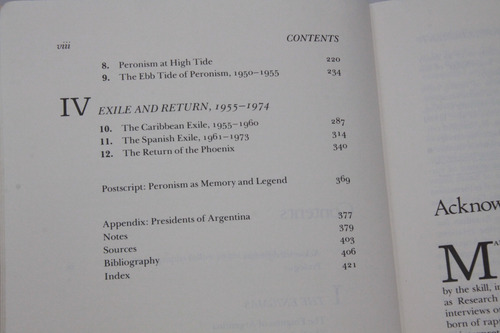 viii
CONTENTS
8. Peronism at High Tide 220
9. The Ebb Tide of Peronism, 1950–1955 234
IV EXILE AND RETURN, 1955–1974
10. The Caribbean Exile, 1955–1960 287
11. The Spanish Exile, 1961–1973 314
12. The Return of the Phoenix 340
Postscript: Peronism as Memory and Legend 369
Appendix: Presidents of Argentina 377
Notes 379
Sources 403
Bibliography 406
Index 421
Acknow
M
by the skill, i
as Research
interviews o
born of rap